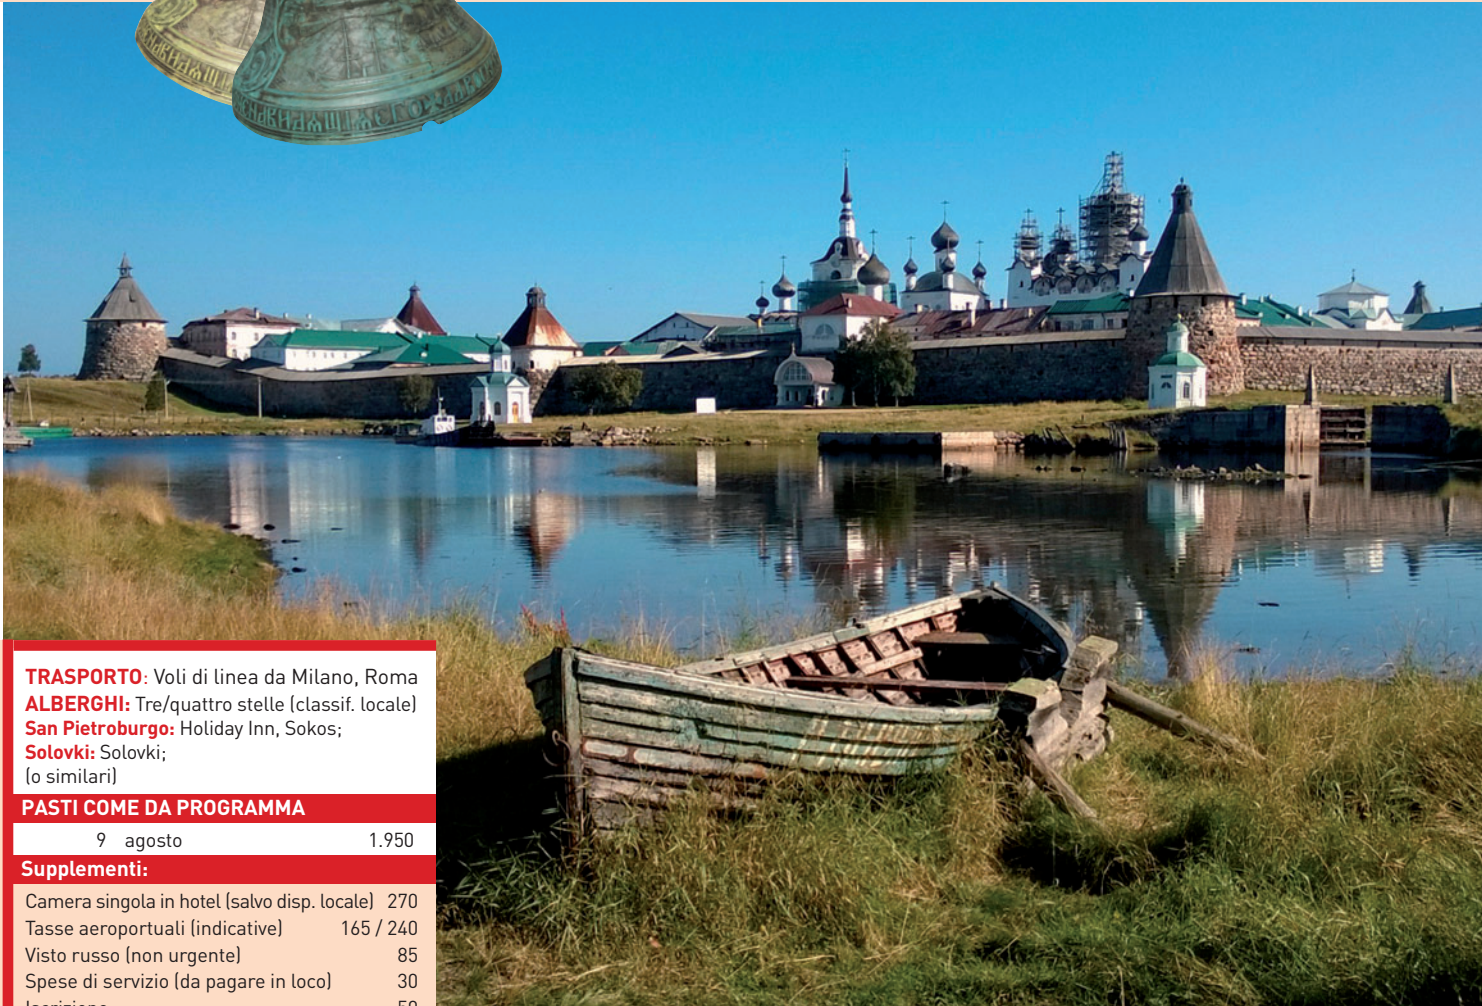 TRASPORTO: Voli di linea da Milano, Roma
ALBERGHI: Tre/quattro stelle (classif. locale)
San Pietroburgo: Holiday Inn, Sokos;
Solovki: Solovki;
(o similari)
PASTI COME DA PROGRAMMA
9 agosto 1.950
Supplementi:
Camera singola in hotel (salvo disp. locale) 270
Tasse aeroportuali (indicative) 165 / 240
Visto russo (non urgente) 85
Spese di servizio (da pagare in loco) 30
Iscrizione 50